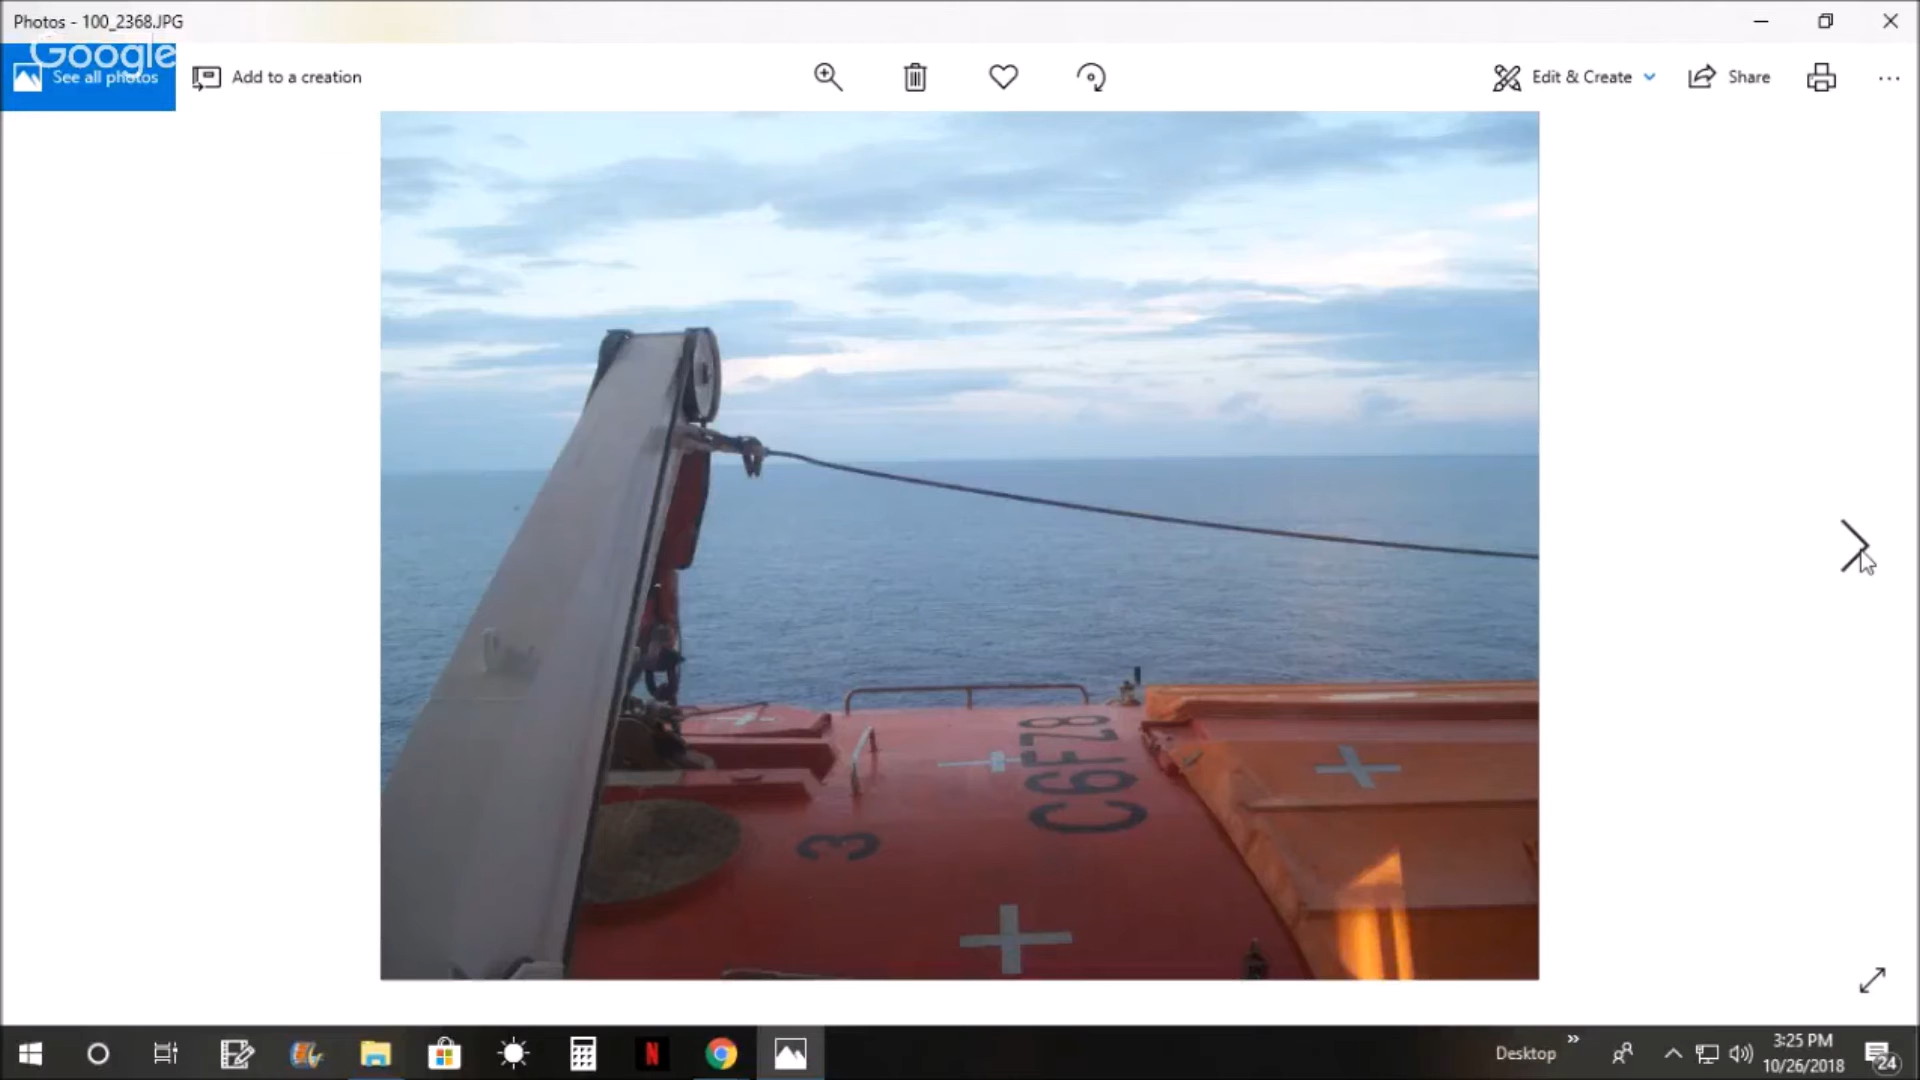 Photos - 100_2368.JPG
Google
See all photos
Add to a creation
Edit & Create
Share
C6FZ8
3
Desktop
3:25 PM
10/26/2018
24
N